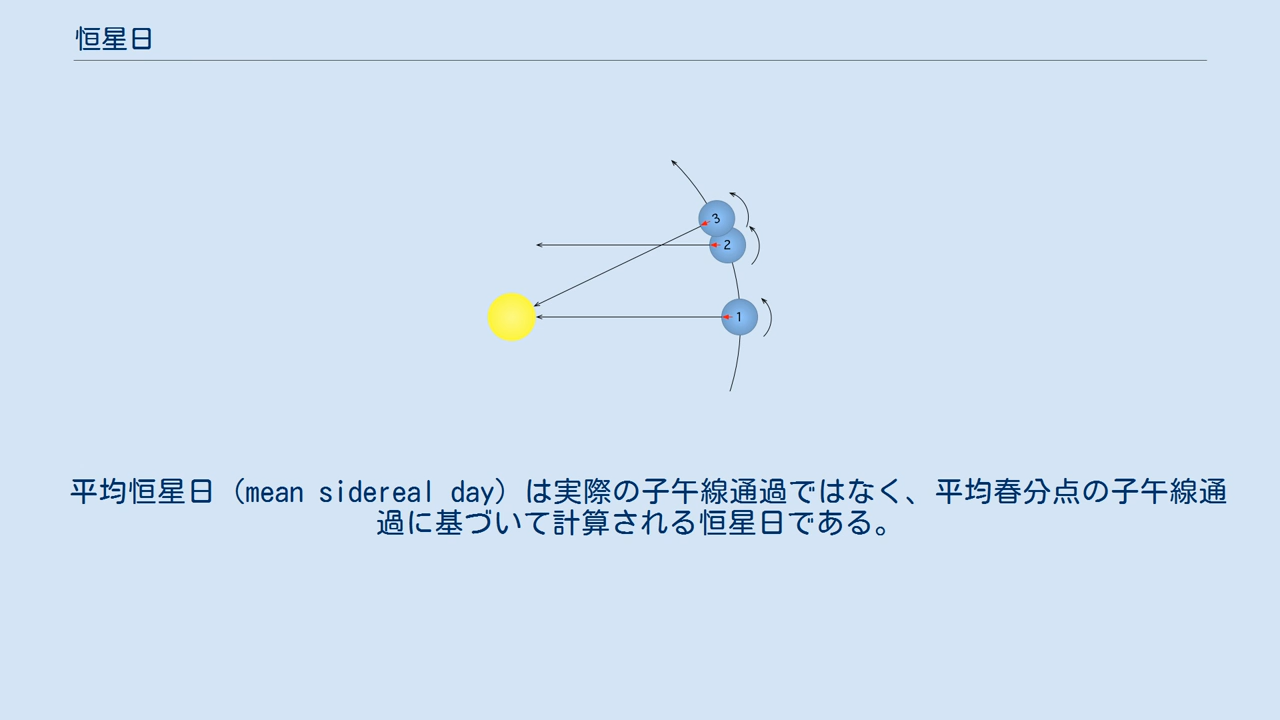 恒星日
3
2
1
平均恒星日（mean sidereal day）は実際の子午線通過ではなく、平均春分点の子午線通
過に基づいて計算される恒星日である。